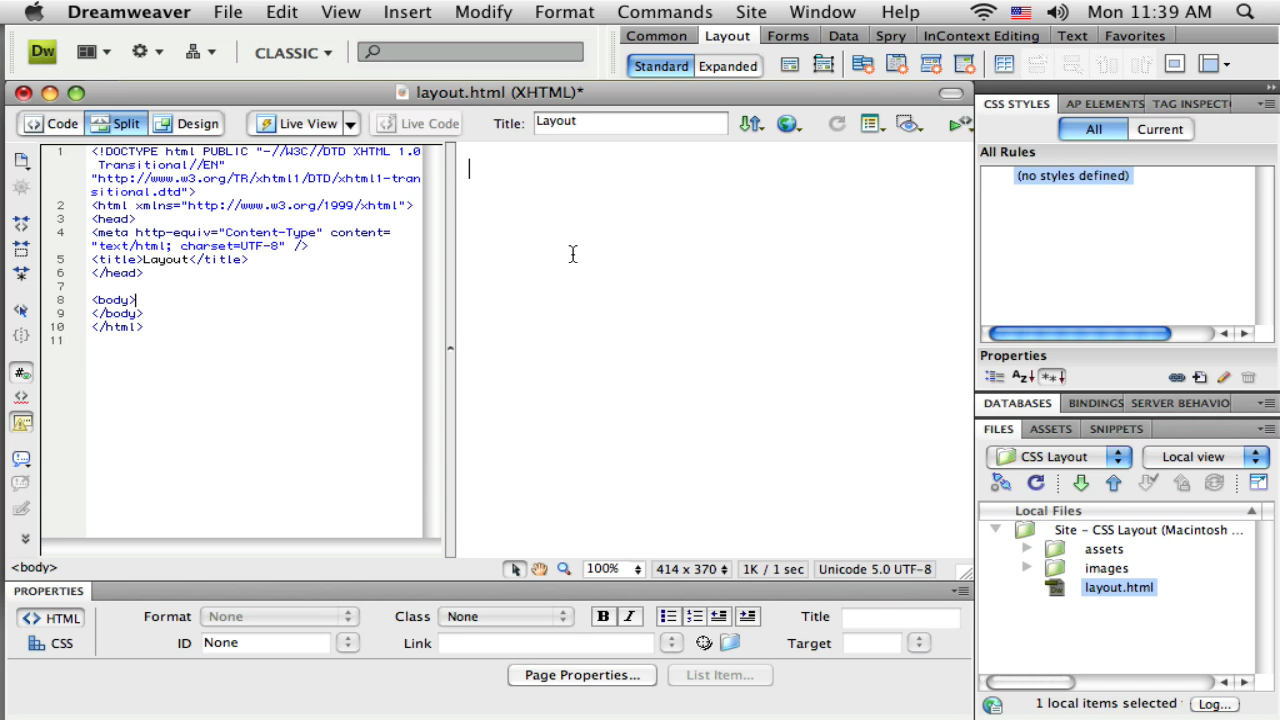 Dreamweaver File Edit View Insert Modify Format Commands Site Window Help Mon 11:39 AM
Dw CLASSIC
Common Layout Forms Data Spry InContext Editing Text Favorites
Standard Expanded
layout.html (XHTML)*
Code Split Design Live View Live Code Title: Layout
1 <!DOCTYPE html PUBLIC "-//W3C//DTD XHTML 1.0
Transitional//EN"
"http://www.w3.org/TR/xhtml1/DTD/xhtml1-tran
sitional.dtd">
2 <html xmlns="http://www.w3.org/1999/xhtml">
3 <head>
4 <meta http-equiv="Content-Type" content=
"text/html; charset=UTF-8" />
5 <title>Layout</title>
6 </head>
7
8 <body>
9 </body>
10 </html>
11
<body> 100% 414 x 370 1K / 1 sec Unicode 5.0 UTF-8
PROPERTIES
HTML Format None Class None B I Title
CSS ID None Link Target
Page Properties... List Item...
CSS STYLES AP ELEMENTS TAG INSPECT
All Current
All Rules
(no styles defined)
Properties
DATABASES BINDINGS SERVER BEHAVIO
FILES ASSETS SNIPPETS
CSS Layout Local view
Local Files
Site - CSS Layout (Macintosh ...
assets
images
layout.html
1 local items selected Log...